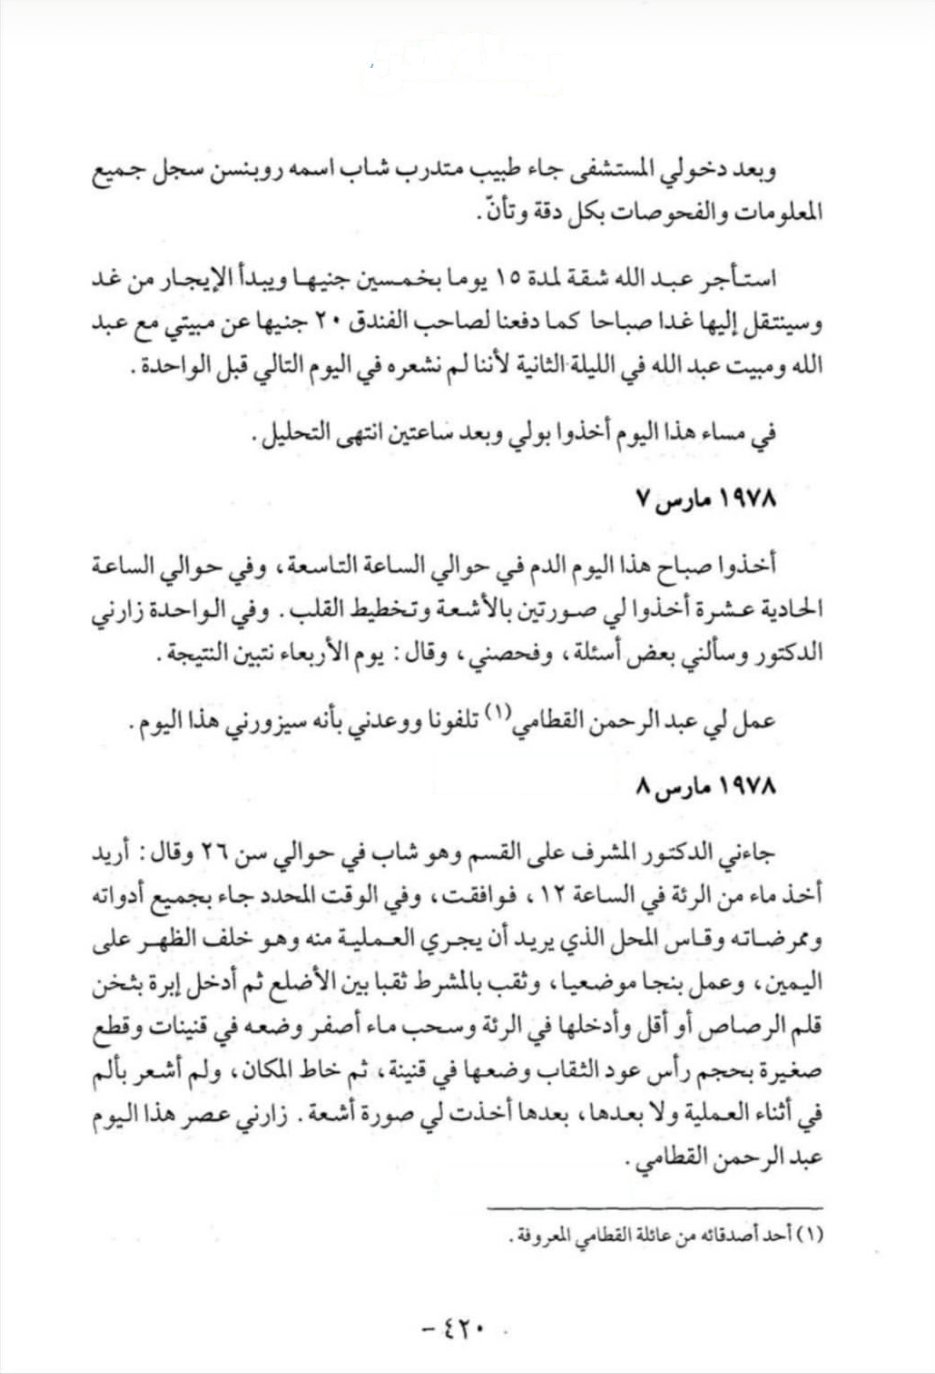 وبعد دخولي المستشفى جاء طبيب متدرب شاب اسمه روبنسن سجل جميع
المعلومات والفحوصات بكل دقة وتأنّ.
استأجر عبد الله شقة لمدة ١٥ يوما بخمسين جنيها ويبدأ الإيجار من غد
وسينتقل إليها غدا صباحا كما دفعنا لصاحب الفندق ٢٠ جنيها عن مبيتي مع عبد
الله ومبيت عبد الله في الليلة الثانية لأننا لم نشعره في اليوم التالي قبل الواحدة.
في مساء هذا اليوم أخذوا بولي وبعد ساعتين انتهى التحليل.
١٩٧٨ مارس ٧
أخذوا صباح هذا اليوم الدم في حوالي الساعة التاسعة، وفي حوالي الساعة
الحادية عشرة أخذوا لي صورتين بالأشعة وتخطيط القلب. وفي الواحدة زارني
الدكتور وسألني بعض أسئلة، وفحصني، وقال: يوم الأربعاء نتبين النتيجة.
عمل لي عبد الرحمن القطامي(١) تلفونا ووعدني بأنه سيزورني هذا اليوم.
١٩٧٨ مارس ٨
جاءني الدكتور المشرف على القسم وهو شاب في حوالي سن ٢٦ وقال: أريد
أخذ ماء من الرئة في الساعة ١٢، فوافقت، وفي الوقت المحدد جاء بجميع أدواته
وممرضاته وقاس المحل الذي يريد أن يجري العملية منه وهو خلف الظهر على
اليمين، وعمل بنجا موضعيا، وثقب بالمشرط ثقبا بين الأضلع ثم أدخل إبرة بثخن
قلم الرصاص أو أقل وأدخلها في الرئة وسحب ماء أصفر وضعه في قنينات وقطع
صغيرة بحجم رأس عود الثقاب وضعها في قنينة، ثم خاط المكان، ولم أشعر بألم
في أثناء العملية ولا بعدها، بعدها أخذت لي صورة أشعة. زارني عصر هذا اليوم
عبد الرحمن القطامي.
(١) أحد أصدقائه من عائلة القطامي المعروفة.
٤٢٠ –